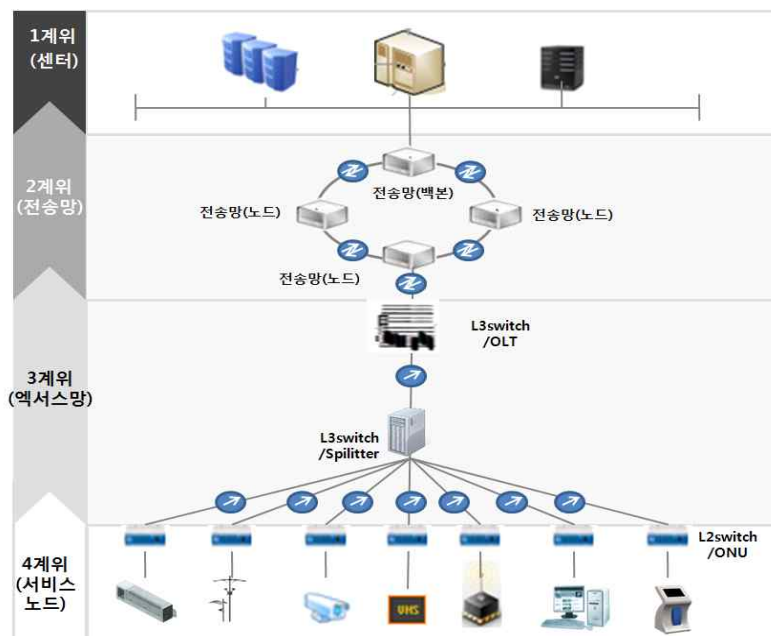 1계위
(센터)
2계위
(전송망)
전송망(백본)
전송망(노드)
전송망(노드)
전송망(노드)
3계위
(엑서스망)
L3switch
/OLT
L3switch
/Spilitter
4계위
(서비스
노드)
L2switch
/ONU
VMS